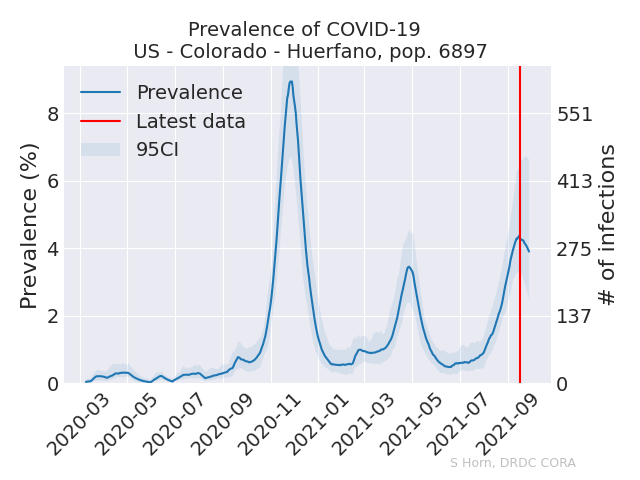 Prevalence of COVID-19
US - Colorado - Huerfano, pop. 6897
Prevalence
Latest data
95CI
Prevalence (%)
8
6
4
2
0
551
413
275
137
0
# of infections
2020-03
2020-05
2020-07
2020-09
2020-11
2021-01
2021-03
2021-05
2021-07
2021-09
S Horn, DRDC CORA